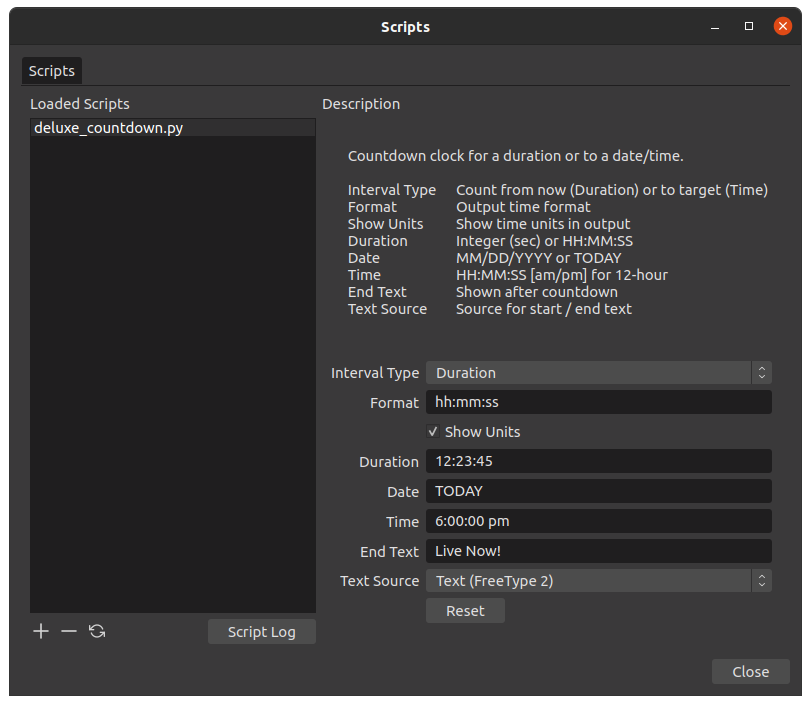 Scripts
Scripts
Loaded Scripts
Description
deluxe_countdown.py
Countdown clock for a duration or to a date/time.
Interval Type Count from now (Duration) or to target (Time)
Format Output time format
Show Units Show time units in output
Duration Integer (sec) or HH:MM:SS
Date MM/DD/YYYY or TODAY
Time HH:MM:SS [am/pm] for 12-hour
End Text Shown after countdown
Text Source Source for start / end text
Interval Type Duration
Format hh:mm:ss
Show Units
Duration 12:23:45
Date TODAY
Time 6:00:00 pm
End Text Live Now!
Text Source Text (FreeType 2)
Reset
Script Log
Close